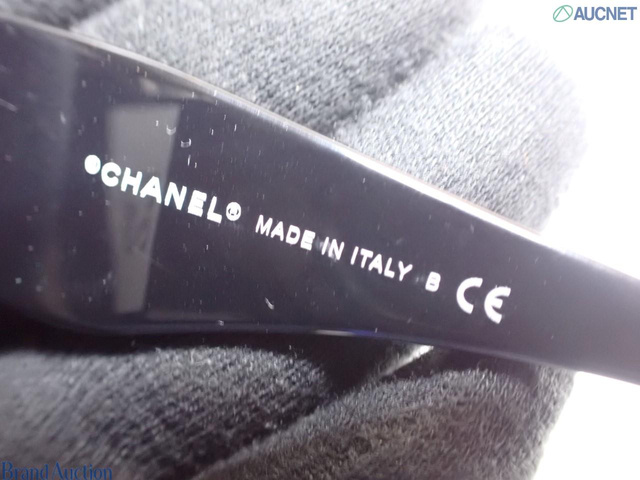 AUCNET
©CHANEL® MADE IN ITALY B CE
Brand Auction